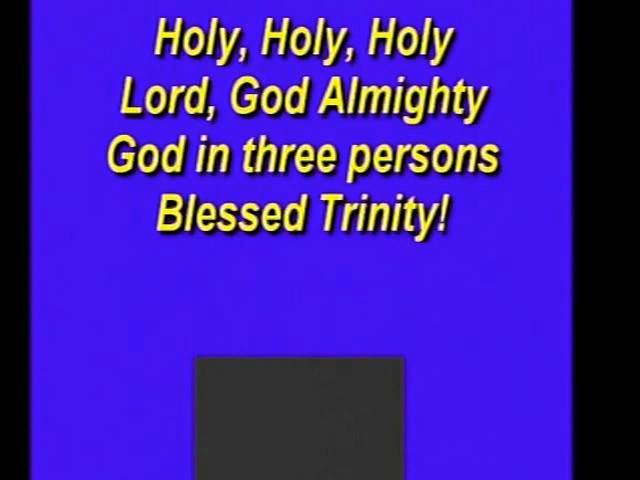 Holy, Holy, Holy
Lord, God Almighty
God in three persons
Blessed Trinity!